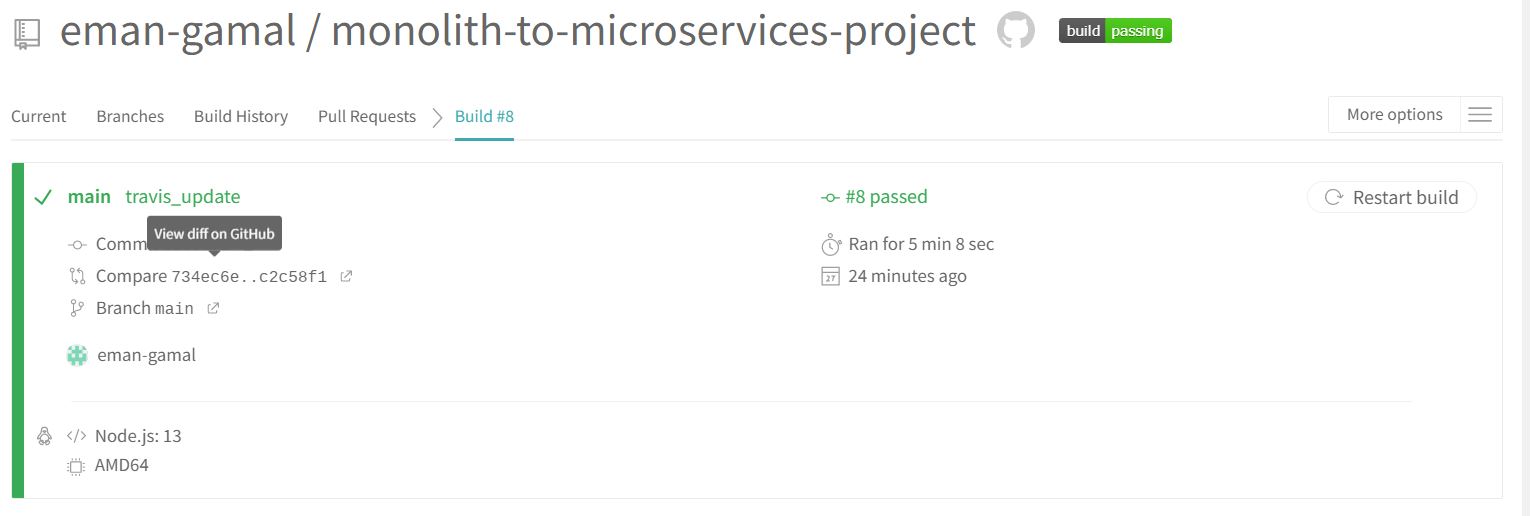 eman-gamal / monolith-to-microservices-project build passing
Current Branches Build History Pull Requests Build #8 More options
main travis_update #8 passed Restart build
View diff on GitHub
Ran for 5 min 8 sec
Compare 734ec6e..c2c58f1 24 minutes ago
27
Branch main
eman-gamal
Node.js: 13
AMD64